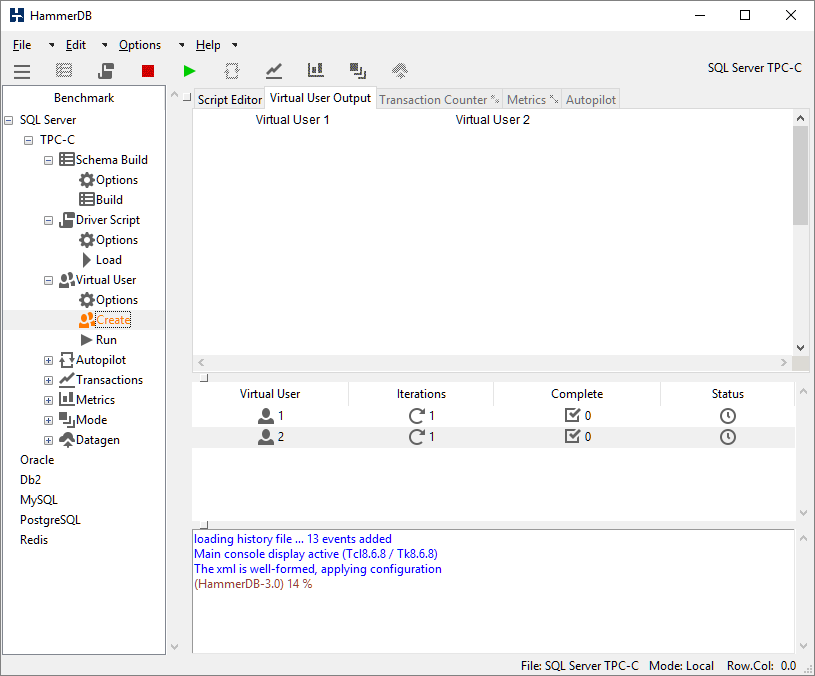 HammerDB
File Edit Options Help
SQL Server TPC-C
Benchmark
SQL Server
TPC-C
Schema Build
Options
Build
Driver Script
Options
Load
Virtual User
Options
Create
Run
Autopilot
Transactions
Metrics
Mode
Datagen
Oracle
Db2
MySQL
PostgreSQL
Redis
Script Editor Virtual User Output Transaction Counter Metrics Autopilot
Virtual User 1 Virtual User 2
Virtual User Iterations Complete Status
1 1 0
2 1 0
loading history file ... 13 events added
Main console display active (Tcl8.6.8 / Tk8.6.8)
The xml is well-formed, applying configuration
(HammerDB-3.0) 14 %
File: SQL Server TPC-C Mode: Local Row.Col: 0.0